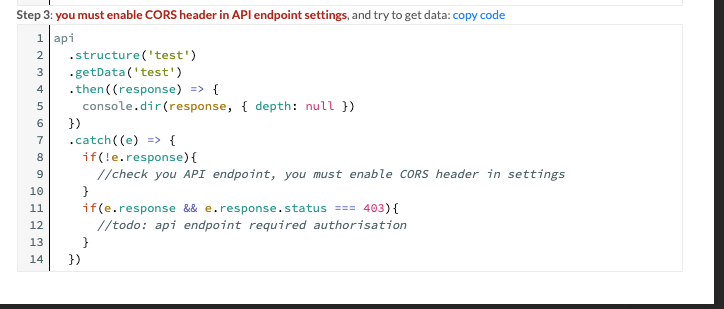 Step 3: you must enable CORS header in API endpoint settings, and try to get data: copy code
1 api
2   .structure('test')
3   .getData('test')
4   .then((response) => {
5     console.dir(response, { depth: null })
6   })
7   .catch((e) => {
8     if(!e.response){
9       //check you API endpoint, you must enable CORS header in settings
10     }
11     if(e.response && e.response.status === 403){
12       //todo: api endpoint required authorisation
13     }
14   })